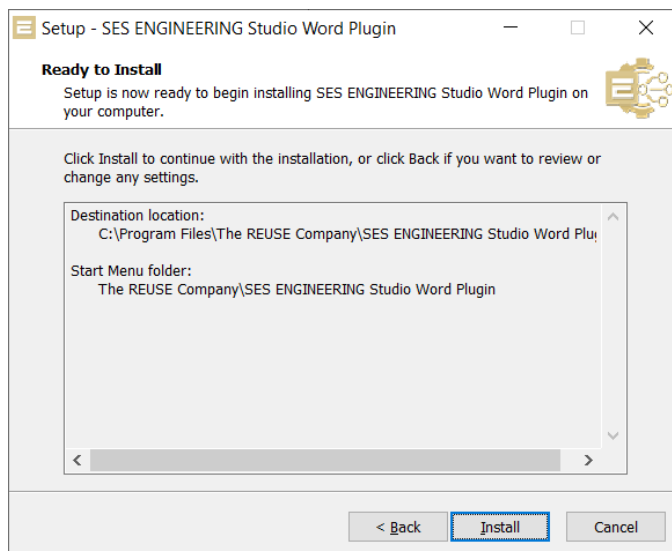 Setup - SES ENGINEERING Studio Word Plugin
Ready to Install
Setup is now ready to begin installing SES ENGINEERING Studio Word Plugin on
your computer.
Click Install to continue with the installation, or click Back if you want to review or
change any settings.
Destination location:
C:\Program Files\The REUSE Company\SES ENGINEERING Studio Word Plug
Start Menu folder:
The REUSE Company\SES ENGINEERING Studio Word Plugin
< Back
Install
Cancel